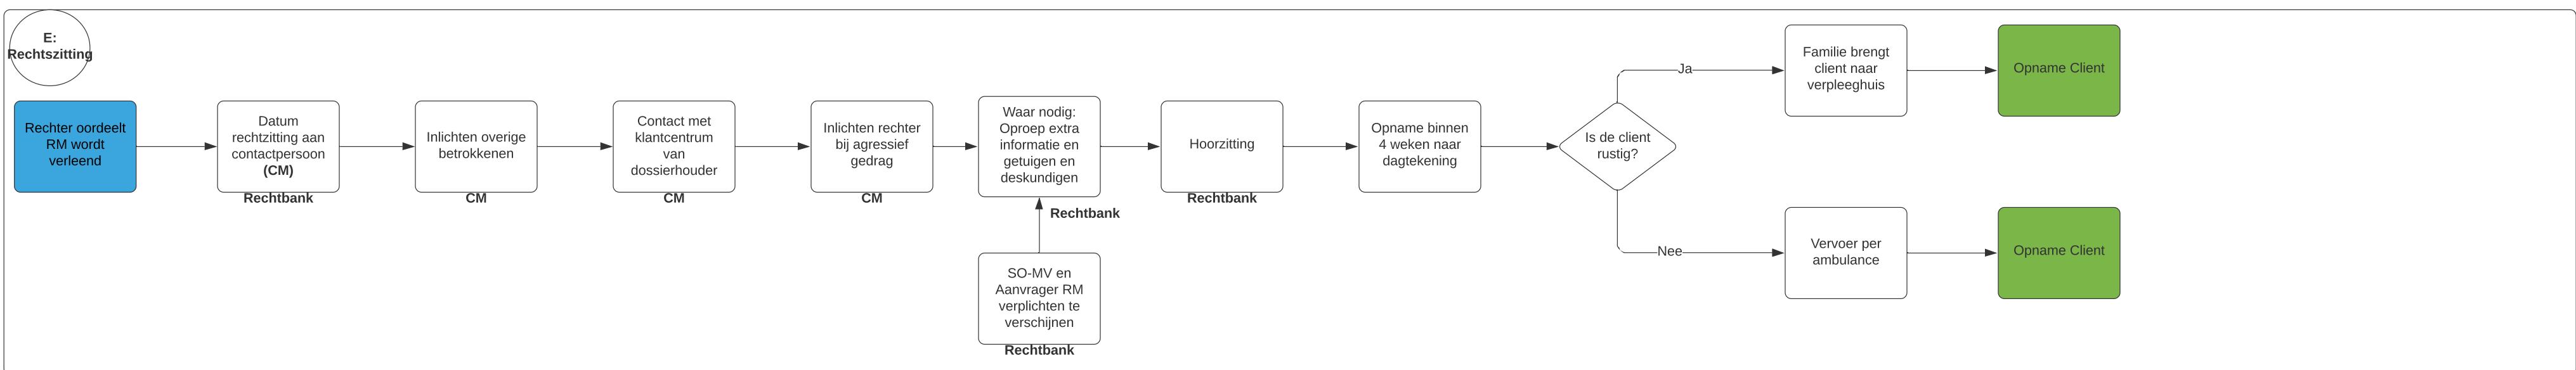 E:
Rechtszitting
Rechter oordeelt
RM wordt
verleend
Datum
rechtzitting aan
contactpersoon
(CM)
Rechtbank
Inlichten overige
betrokkenen
CM
Contact met
klantcentrum
van
dossierhouder
CM
Inlichten rechter
bij agressief
gedrag
CM
Waar nodig:
Oproep extra
informatie en
getuigen en
deskundigen
Rechtbank
SO-MV en
Aanvrager RM
verplichten te
verschijnen
Rechtbank
Hoorzitting
Rechtbank
Opname binnen
4 weken naar
dagtekening
Is de client
rustig?
Ja
Familie brengt
client naar
verpleeghuis
Opname Client
Nee
Vervoer per
ambulance
Opname Client